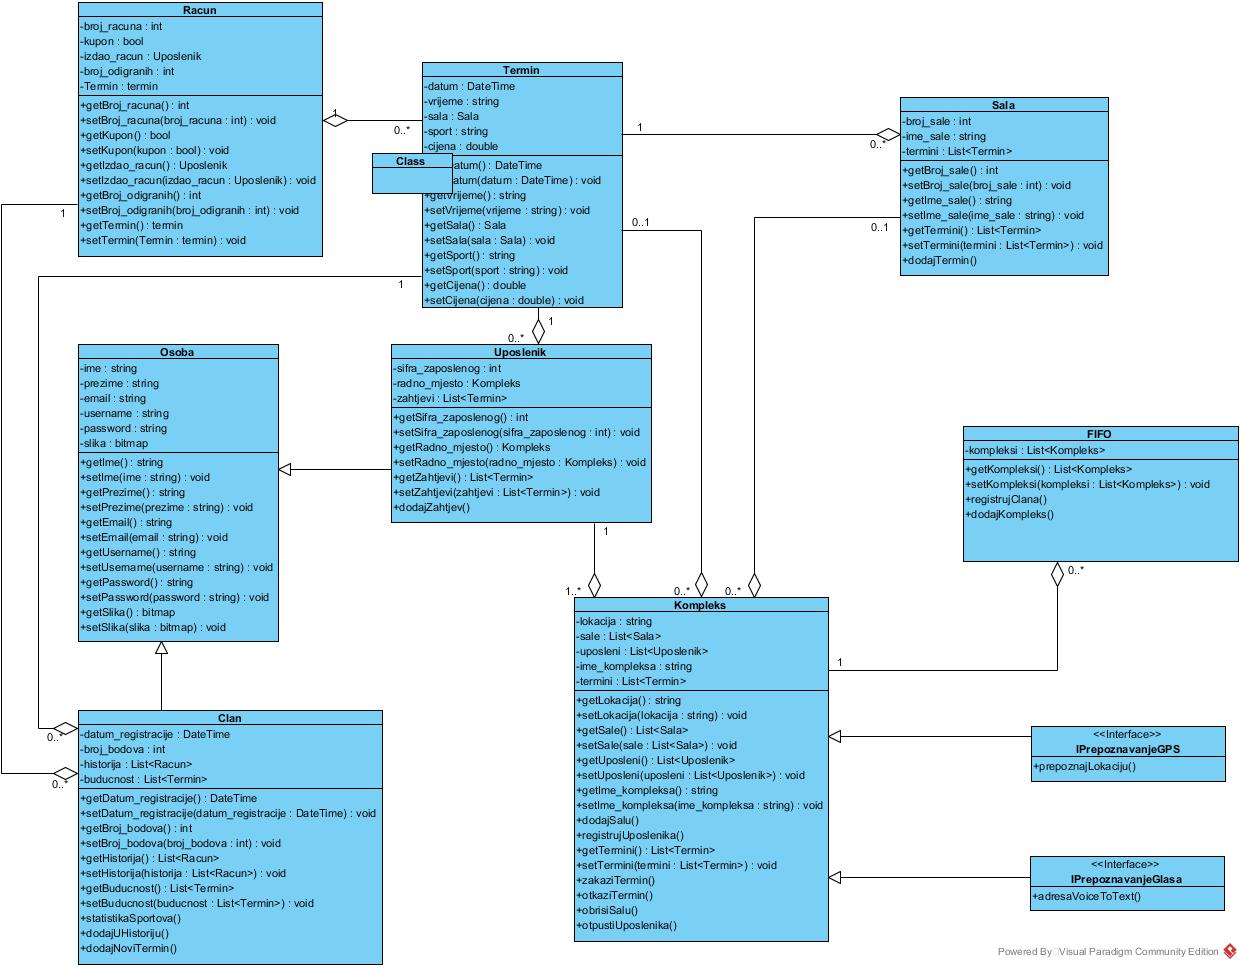 Racun
-broj_racuna : int
-kupon : bool
-izdao_racun : Uposlenik
-broj_odigranih : int
-Termin : termin
+getBroj_racuna() : int
+setBroj_racuna(broj_racuna : int) : void
+getKupon() : bool
+setKupon(kupon : bool) : void
+getIzdao_racun() : Uposlenik
+setIzdao_racun(izdao_racun : Uposlenik) : void
+getBroj_odigranih() : int
+setBroj_odigranih(broj_odigranih : int) : void
+getTermin() : termin
+setTermin(Termin : termin) : void
1
0..*
1
Termin
-datum : DateTime
-vrijeme : string
-sala : Sala
-sport : string
-cijena : double
atum() : DateTime
atum(datum : DateTime) : void
+getVrijeme() : string
+setVrijeme(vrijeme : string) : void
+getSala() : Sala
+setSala(sala : Sala) : void
+getSport() : string
+setSport(sport : string) : void
+getCijena() : double
+setCijena(cijena : double) : void
Class
1
0..*
0..1
0..1
1
1
0..*
Sala
-broj_sale : int
-ime_sale : string
-termini : List<Termin>
+getBroj_sale() : int
+setBroj_sale(broj_sale : int) : void
+getIme_sale() : string
+setIme_sale(ime_sale : string) : void
+getTermini() : List<Termin>
+setTermini(termini : List<Termin>) : void
+dodajTermin()
Osoba
-ime : string
-prezime : string
-email : string
-username : string
-password : string
-slika : bitmap
+getIme() : string
+setIme(ime : string) : void
+getPrezime() : string
+setPrezime(prezime : string) : void
+getEmail() : string
+setEmail(email : string) : void
+getUsername() : string
+setUsername(username : string) : void
+getPassword() : string
+setPassword(password : string) : void
+getSlika() : bitmap
+setSlika(slika : bitmap) : void
Uposlenik
-sifra_zaposlenog : int
-radno_mjesto : Kompleks
-zahtjevi : List<Termin>
+getSifra_zaposlenog() : int
+setSifra_zaposlenog(sifra_zaposlenog : int) : void
+getRadno_mjesto() : Kompleks
+setRadno_mjesto(radno_mjesto : Kompleks) : void
+getZahtjevi() : List<Termin>
+setZahtjevi(zahtjevi : List<Termin>) : void
+dodajZahtjev()
1
1..*
0..*
0..*
FIFO
-kompleksi : List<Kompleks>
+getKompleksi() : List<Kompleks>
+setKompleksi(kompleksi : List<Kompleks>) : void
+registrujClana()
+dodajKompleks()
0..*
1
Kompleks
-lokacija : string
-sale : List<Sala>
-uposleni : List<Uposlenik>
-ime_kompleksa : string
-termini : List<Termin>
+getLokacija() : string
+setLokacija(lokacija : string) : void
+getSale() : List<Sala>
+setSale(sale : List<Sala>) : void
+getUposleni() : List<Uposlenik>
+setUposleni(uposleni : List<Uposlenik>) : void
+getIme_kompleksa() : string
+setIme_kompleksa(ime_kompleksa : string) : void
+dodajSalu()
+registrujUposlenika()
+getTermini() : List<Termin>
+setTermini(termini : List<Termin>) : void
+zakaziTermin()
+otkaziTermin()
+obrisiSalu()
+otpustiUposlenika()
0..*
0..*
Clan
-datum_registracije : DateTime
-broj_bodova : int
-historija : List<Racun>
-buducnost : List<Termin>
+getDatum_registracije() : DateTime
+setDatum_registracije(datum_registracije : DateTime) : void
+getBroj_bodova() : int
+setBroj_bodova(broj_bodova : int) : void
+getHistorija() : List<Racun>
+setHistorija(historija : List<Racun>) : void
+getBuducnost() : List<Termin>
+setBuducnost(buducnost : List<Termin>) : void
+statistikaSportova()
+dodajUHistoriju()
+dodajNoviTermin()
<<Interface>>
IPrepoznavanjeGPS
+prepoznajLokaciju()
<<Interface>>
IPrepoznavanjeGlasa
+adresaVoiceToText()
Powered By Visual Paradigm Community Edition